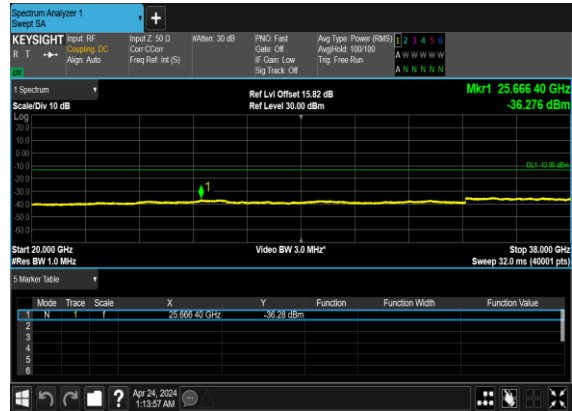 Spectrum Analyzer 1
Swept SA
+
KEYSIGHT Input: RF Input Z: 50 Ω #Atten: 30 dB PNO: Fast Avg Type: Power (RMS) 1 2 3 4 5 6
R T Coupling: DC Corr CCorr Gate: Off Avg|Hold: 100/100 A W W W W W
Align: Auto Freq Ref: Int (S) IF Gain: Low Trig: Free Run
LW Sig Track: Off A N N N N N
1 Spectrum Ref Lvl Offset 15.82 dB Mkr1 25.666 40 GHz
Scale/Div 10 dB Ref Level 30.00 dBm -36.276 dBm
Log
20.0
10.0
0.00
-10.0
DL1 -13.00 dBm
-20.0
-30.0
1
-40.0
-50.0
-60.0
Start 20.000 GHz Video BW 3.0 MHz* Stop 38.000 GHz
#Res BW 1.0 MHz Sweep 32.0 ms (40001 pts)
5 Marker Table
Mode Trace Scale X Y Function Function Width Function Value
1 N 1 f 25.666 40 GHz -36.28 dBm
2
3
4
5
6
? Apr 24, 2024
1:13:57 AM